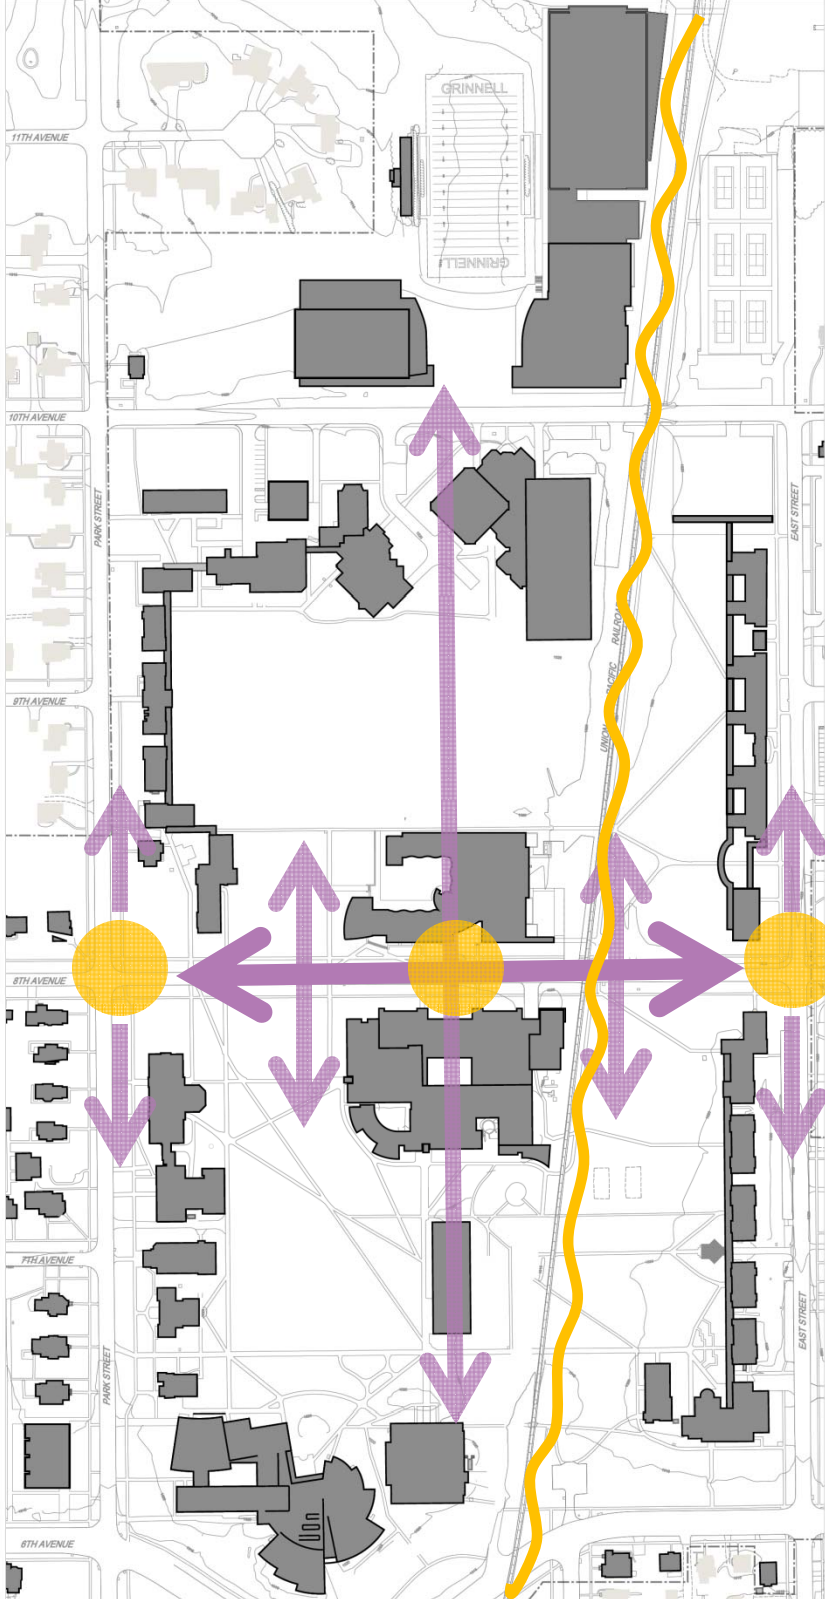 GRINNELL
11TH AVENUE
GRINNELL
10TH AVENUE
PARK STREET
EAST STREET
UNION PACIFIC RAILROAD
9TH AVENUE
8TH AVENUE
7TH AVENUE
EAST STREET
PARK STREET
6TH AVENUE